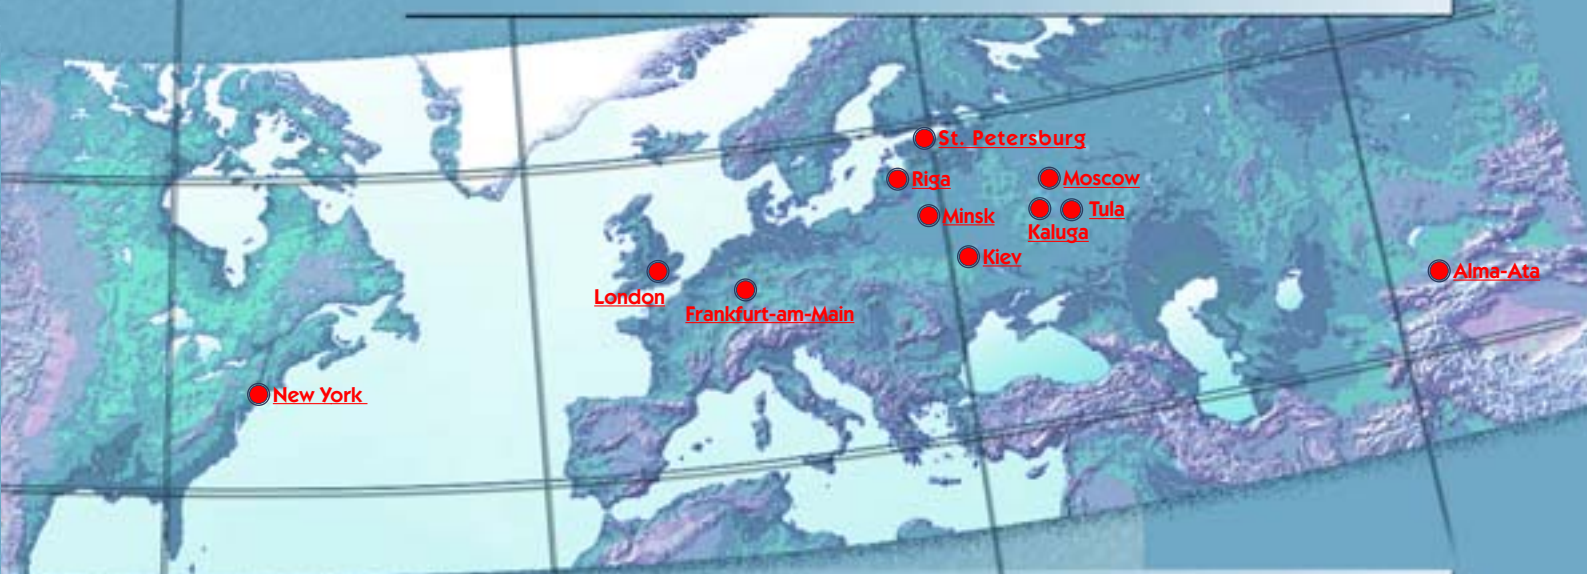 St. Petersburg
Riga
Moscow
Minsk
Tula
Kaluga
Kiev
London
Frankfurt-am-Main
Alma-Ata
New York